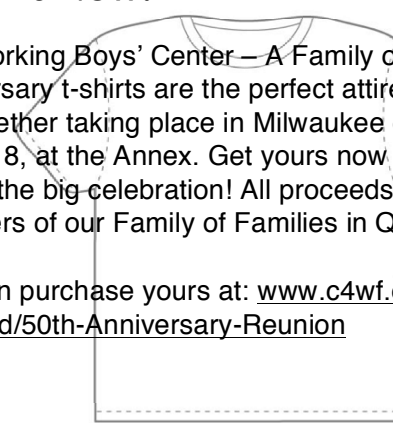 orking Boys' Center – A Family o
sary t-shirts are the perfect attire
ether taking place in Milwaukee
8, at the Annex. Get yours now
the big celebration! All proceeds
ers of our Family of Families in Q
n purchase yours at: www.c4wf.
d/50th-Anniversary-Reunion